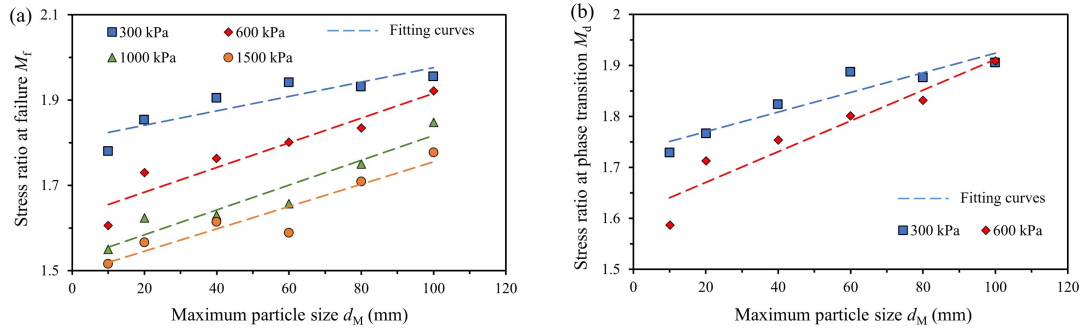 (a)
2.1
1.9
1.7
1.5
Stress ratio at failure Mf
300 kPa
600 kPa
Fitting curves
1000 kPa
1500 kPa
0 20 40 60 80 100 120
Maximum particle size dM (mm)
(b)
2
1.9
1.8
1.7
1.6
1.5
Stress ratio at phase transition Md
Fitting curves
300 kPa
600 kPa
0 20 40 60 80 100 120
Maximum particle size dM (mm)